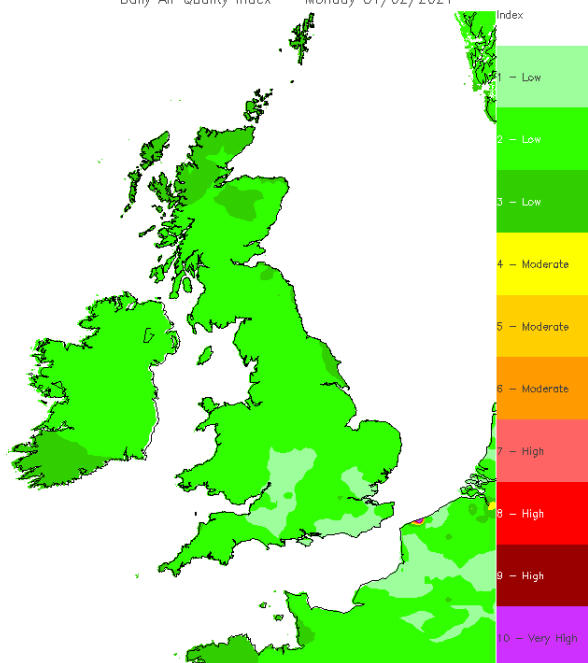 Daily Air Quality Index Monday 01/02/2021
Index
1 - Low
2 - Low
3 - Low
4 - Moderate
5 - Moderate
6 - Moderate
7 - High
8 - High
9 - High
10 - Very High